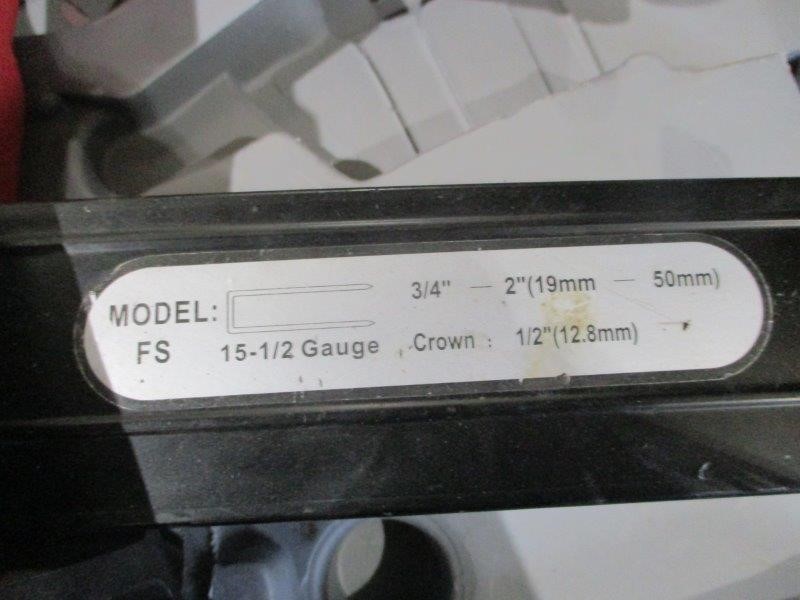 MODEL: 3/4" — 2"(19mm — 50mm)
FS 15-1/2 Gauge Crown : 1/2"(12.8mm)